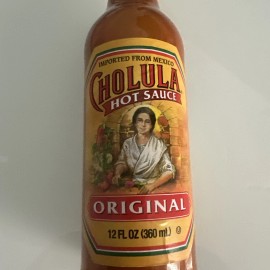 IMPORTED FROM MEXICO
CHOLULA
HOT SAUCE
ORIGINAL
12 FL OZ (360 mL)